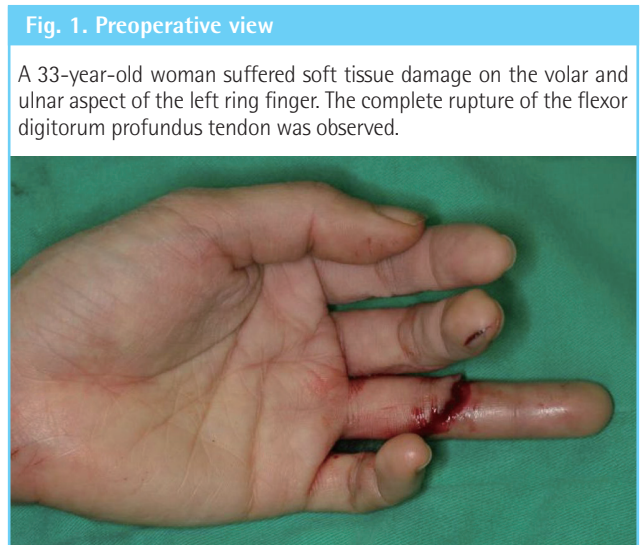 Fig. 1. Preoperative view
A 33-year-old woman suffered soft tissue damage on the volar and
ulnar aspect of the left ring finger. The complete rupture of the flexor
digitorum profundus tendon was observed.